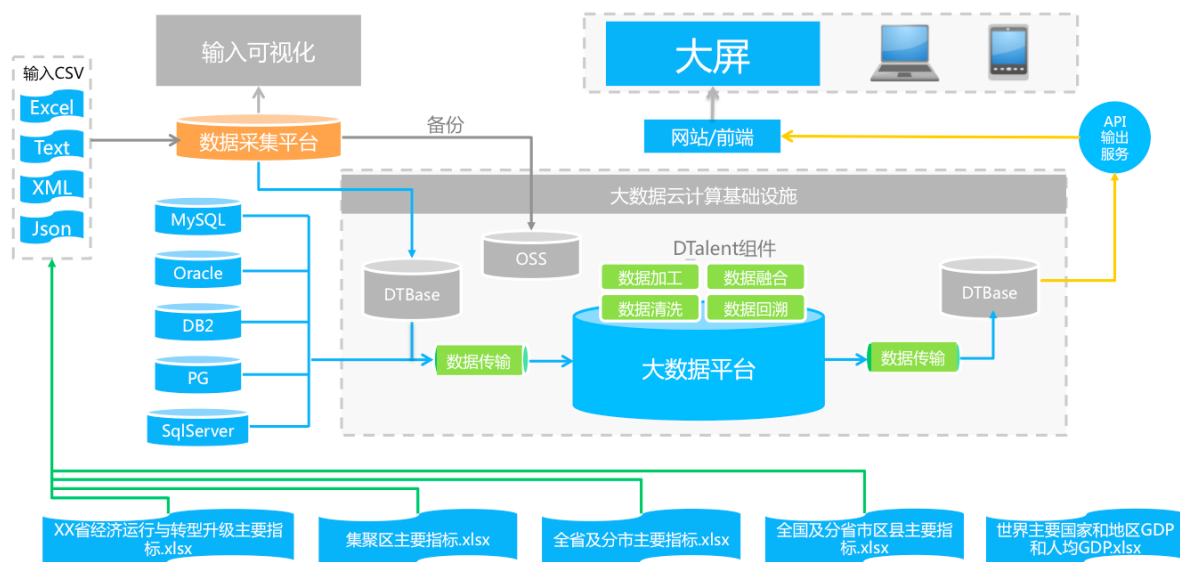 输入CSV
Excel
Text
XML
Json
输入可视化
数据采集平台
备份
大屏
网站/前端
API
输出
服务
大数据云计算基础设施
MySQL
Oracle
DB2
PG
SqlServer
DTBase
OSS
DTalent组件
数据加工
数据融合
数据清洗
数据回溯
大数据平台
数据传输
数据传输
DTBase
XX省经济运行与转型升级主要指
标.xlsx
集聚区主要指标.xlsx
全省及分市主要指标.xlsx
全国及分省市区县主要指
标.xlsx
世界主要国家和地区GDP
和人均GDP.xlsx